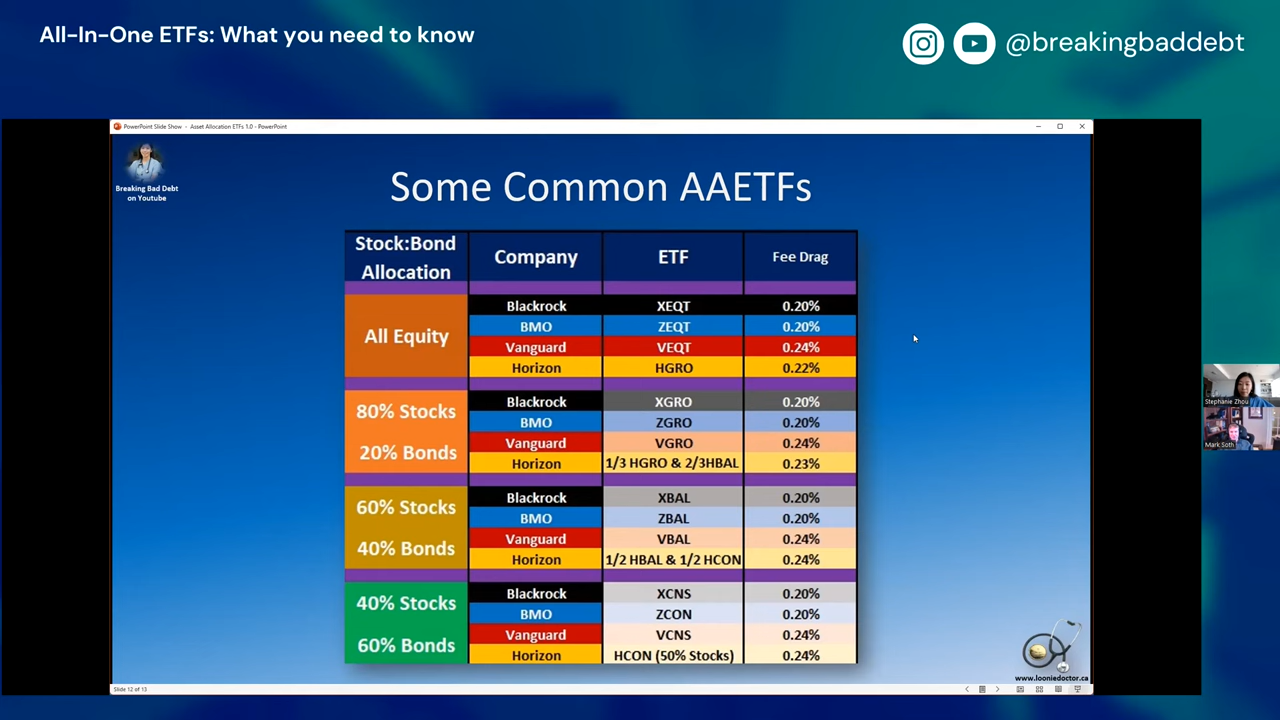 All-In-One ETFs: What you need to know
@breakingbaddebt
PowerPoint Slide Show - Asset Allocation ETFs 1.0 - PowerPoint
Breaking Bad Debt
on Youtube
Some Common AAETFs
Stock:Bond Allocation Company ETF Fee Drag
All Equity
Blackrock XEQT 0.20%
BMO ZEQT 0.20%
Vanguard VEQT 0.24%
Horizon HGRO 0.22%
80% Stocks
20% Bonds
Blackrock XGRO 0.20%
BMO ZGRO 0.20%
Vanguard VGRO 0.24%
Horizon 1/3 HGRO & 2/3HBAL 0.23%
60% Stocks
40% Bonds
Blackrock XBAL 0.20%
BMO ZBAL 0.20%
Vanguard VBAL 0.24%
Horizon 1/2 HBAL & 1/2 HCON 0.24%
40% Stocks
60% Bonds
Blackrock XCNS 0.20%
BMO ZCON 0.20%
Vanguard VCNS 0.24%
Horizon HCON (50% Stocks) 0.24%
Stephanie Zhou
Mark Soth
www.looniedoctor.ca
Slide 12 of 13